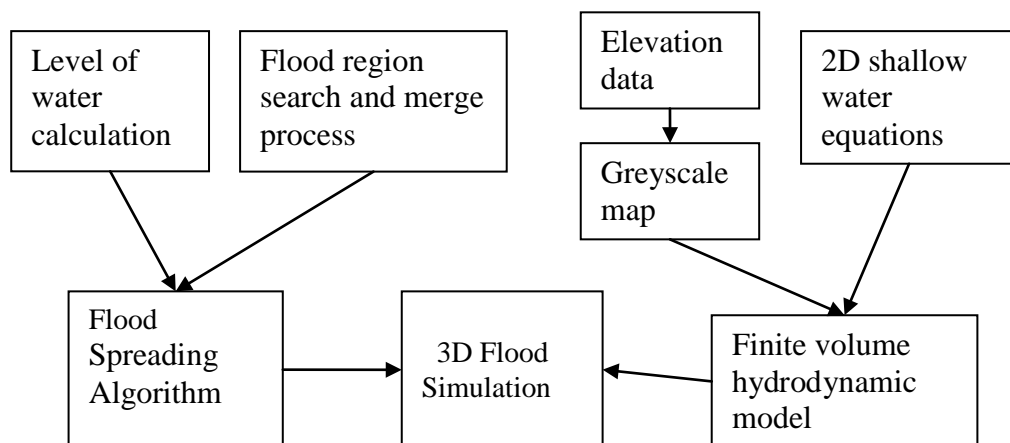 Level of
water
calculation
Flood region
search and merge
process
Elevation
data
2D shallow
water
equations
Greyscale
map
Flood
Spreading
Algorithm
3D Flood
Simulation
Finite volume
hydrodynamic
model